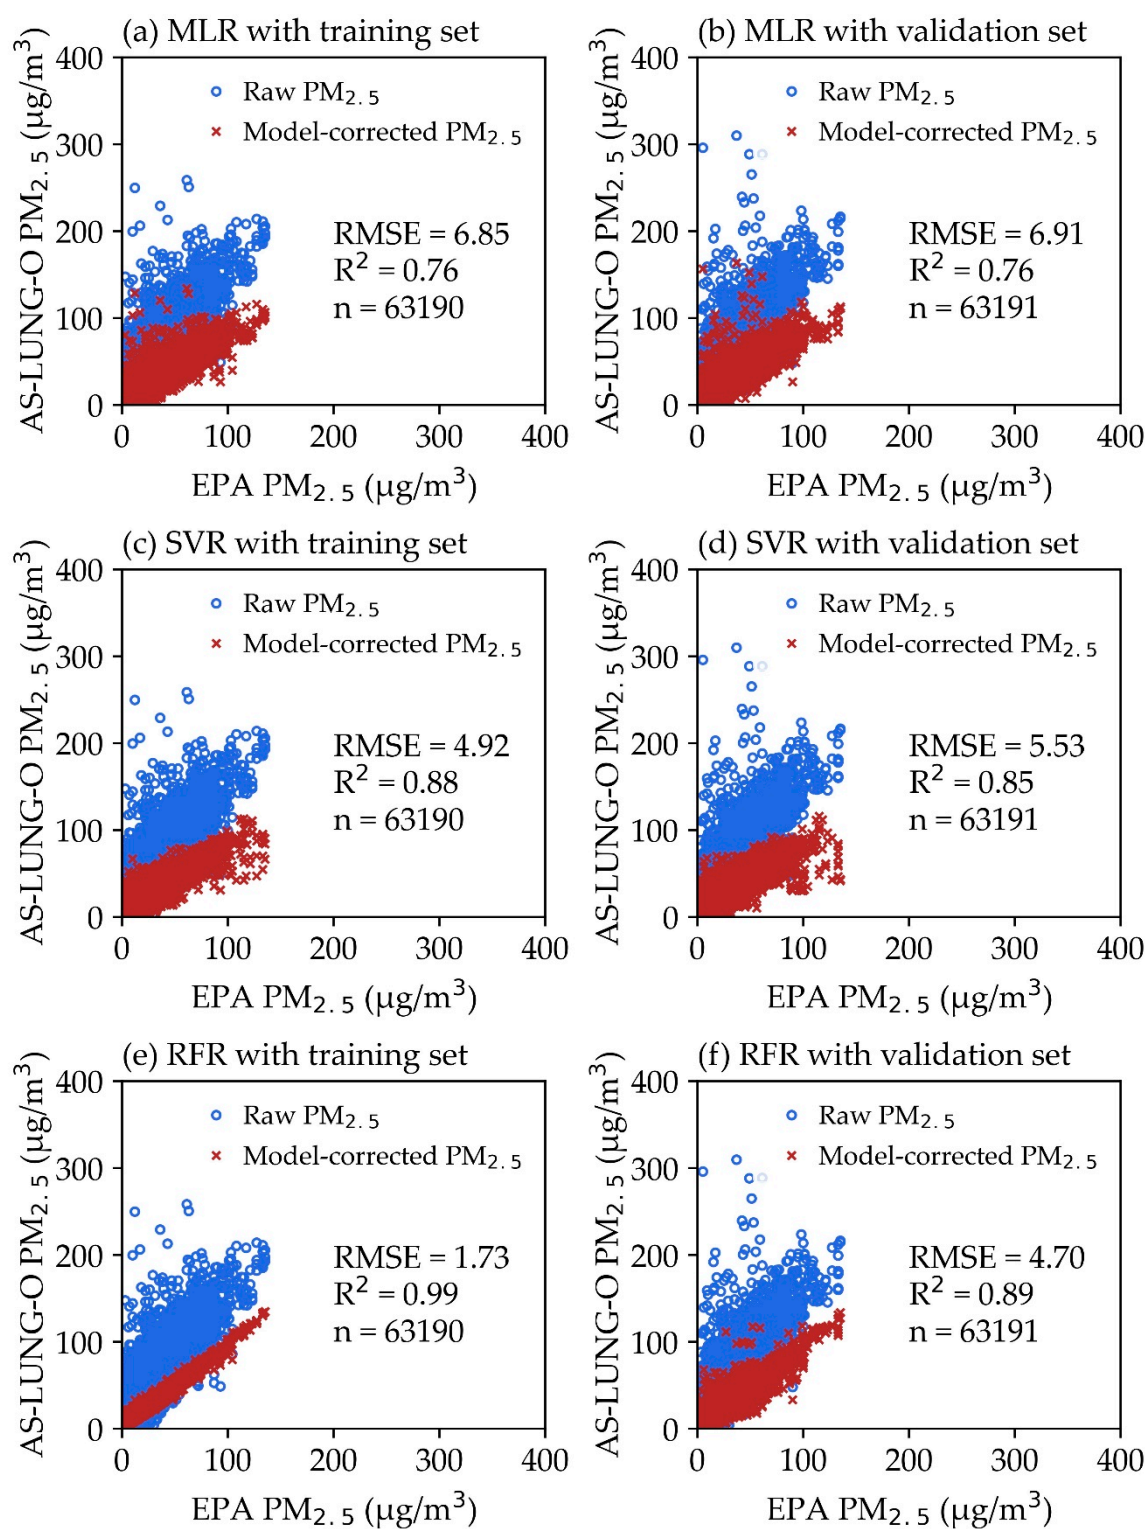 (a) MLR with training set
AS-LUNG-O PM2.5 (µg/m³)
400
300
200
100
0
Raw PM2.5
Model-corrected PM2.5
RMSE = 6.85
R² = 0.76
n = 63190
0 100 200 300 400
EPA PM2.5 (µg/m³)
(b) MLR with validation set
AS-LUNG-O PM2.5 (µg/m³)
400
300
200
100
0
Raw PM2.5
Model-corrected PM2.5
RMSE = 6.91
R² = 0.76
n = 63191
0 100 200 300 400
EPA PM2.5 (µg/m³)
(c) SVR with training set
AS-LUNG-O PM2.5 (µg/m³)
400
300
200
100
0
Raw PM2.5
Model-corrected PM2.5
RMSE = 4.92
R² = 0.88
n = 63190
0 100 200 300 400
EPA PM2.5 (µg/m³)
(d) SVR with validation set
AS-LUNG-O PM2.5 (µg/m³)
400
300
200
100
0
Raw PM2.5
Model-corrected PM2.5
RMSE = 5.53
R² = 0.85
n = 63191
0 100 200 300 400
EPA PM2.5 (µg/m³)
(e) RFR with training set
AS-LUNG-O PM2.5 (µg/m³)
400
300
200
100
0
Raw PM2.5
Model-corrected PM2.5
RMSE = 1.73
R² = 0.99
n = 63190
0 100 200 300 400
EPA PM2.5 (µg/m³)
(f) RFR with validation set
AS-LUNG-O PM2.5 (µg/m³)
400
300
200
100
0
Raw PM2.5
Model-corrected PM2.5
RMSE = 4.70
R² = 0.89
n = 63191
0 100 200 300 400
EPA PM2.5 (µg/m³)